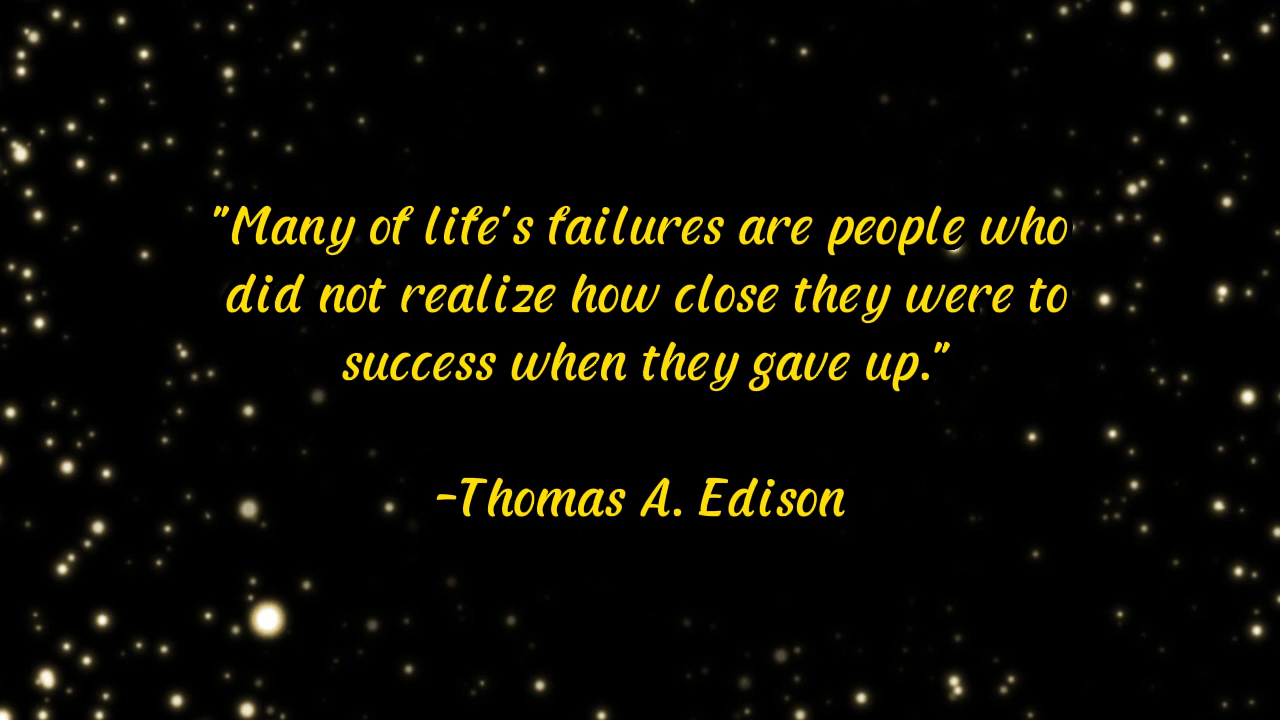 "Many of life's failures are people who
did not realize how close they were to
success when they gave up."
-Thomas A. Edison